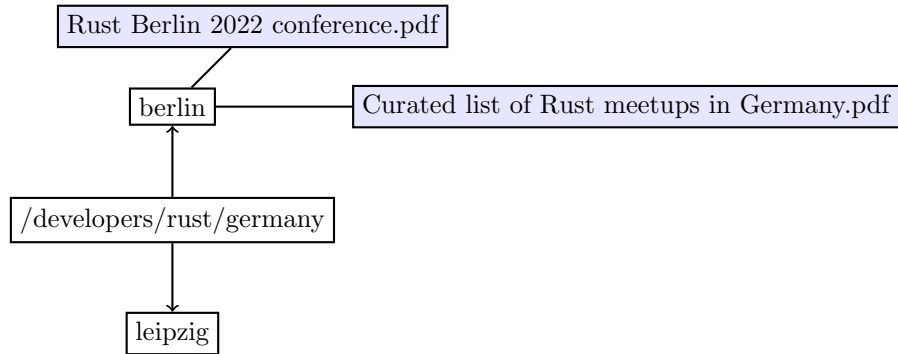 Rust Berlin 2022 conference.pdf
berlin
Curated list of Rust meetups in Germany.pdf
/developers/rust/germany
leipzig